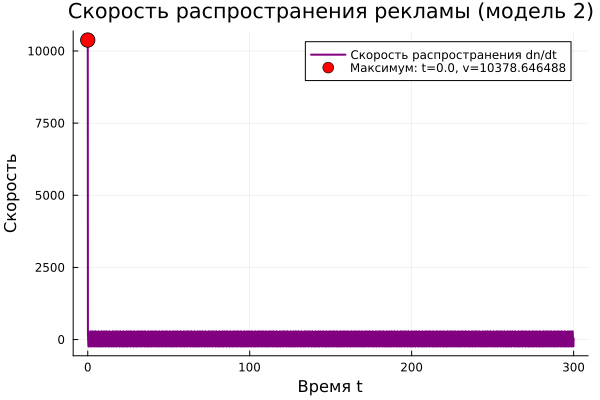 Скорость распространения рекламы (модель 2)
Скорость распространения dn/dt
Максимум: t=0.0, v=10378.646488
10000
7500
5000
2500
0
Скорость
0
100
200
300
Время t